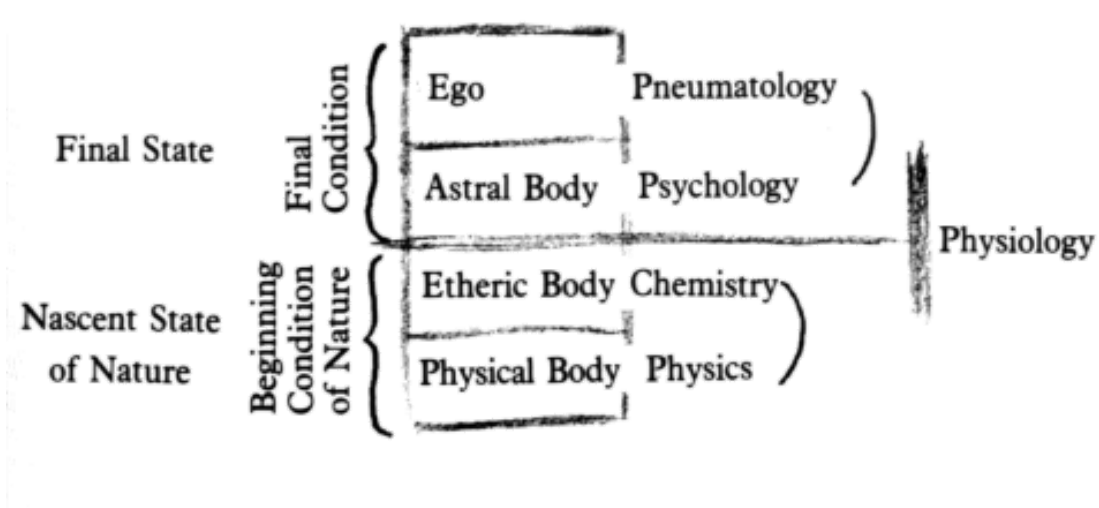 Final State
Final
Condition
Ego
Pneumatology
Astral Body
Psychology
Physiology
Nascent State
of Nature
Beginning
Condition
of Nature
Etheric Body
Chemistry
Physical Body
Physics